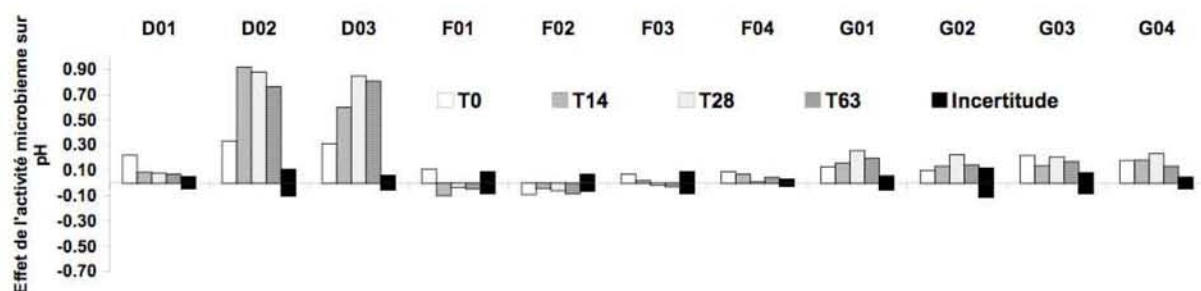 D01 D02 D03 F01 F02 F03 F04 G01 G02 G03 G04
Effet de l'activité microbienne sur
pH
0.90
0.70
0.50
0.30
0.10
-0.10
-0.30
-0.50
-0.70
T0 T14 T28 T63 Incertitude